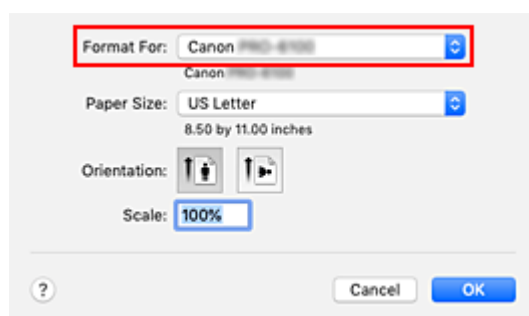 Format For: Canon
Canon
Paper Size: US Letter
8.50 by 11.00 inches
Orientation:
Scale: 100%
? Cancel OK